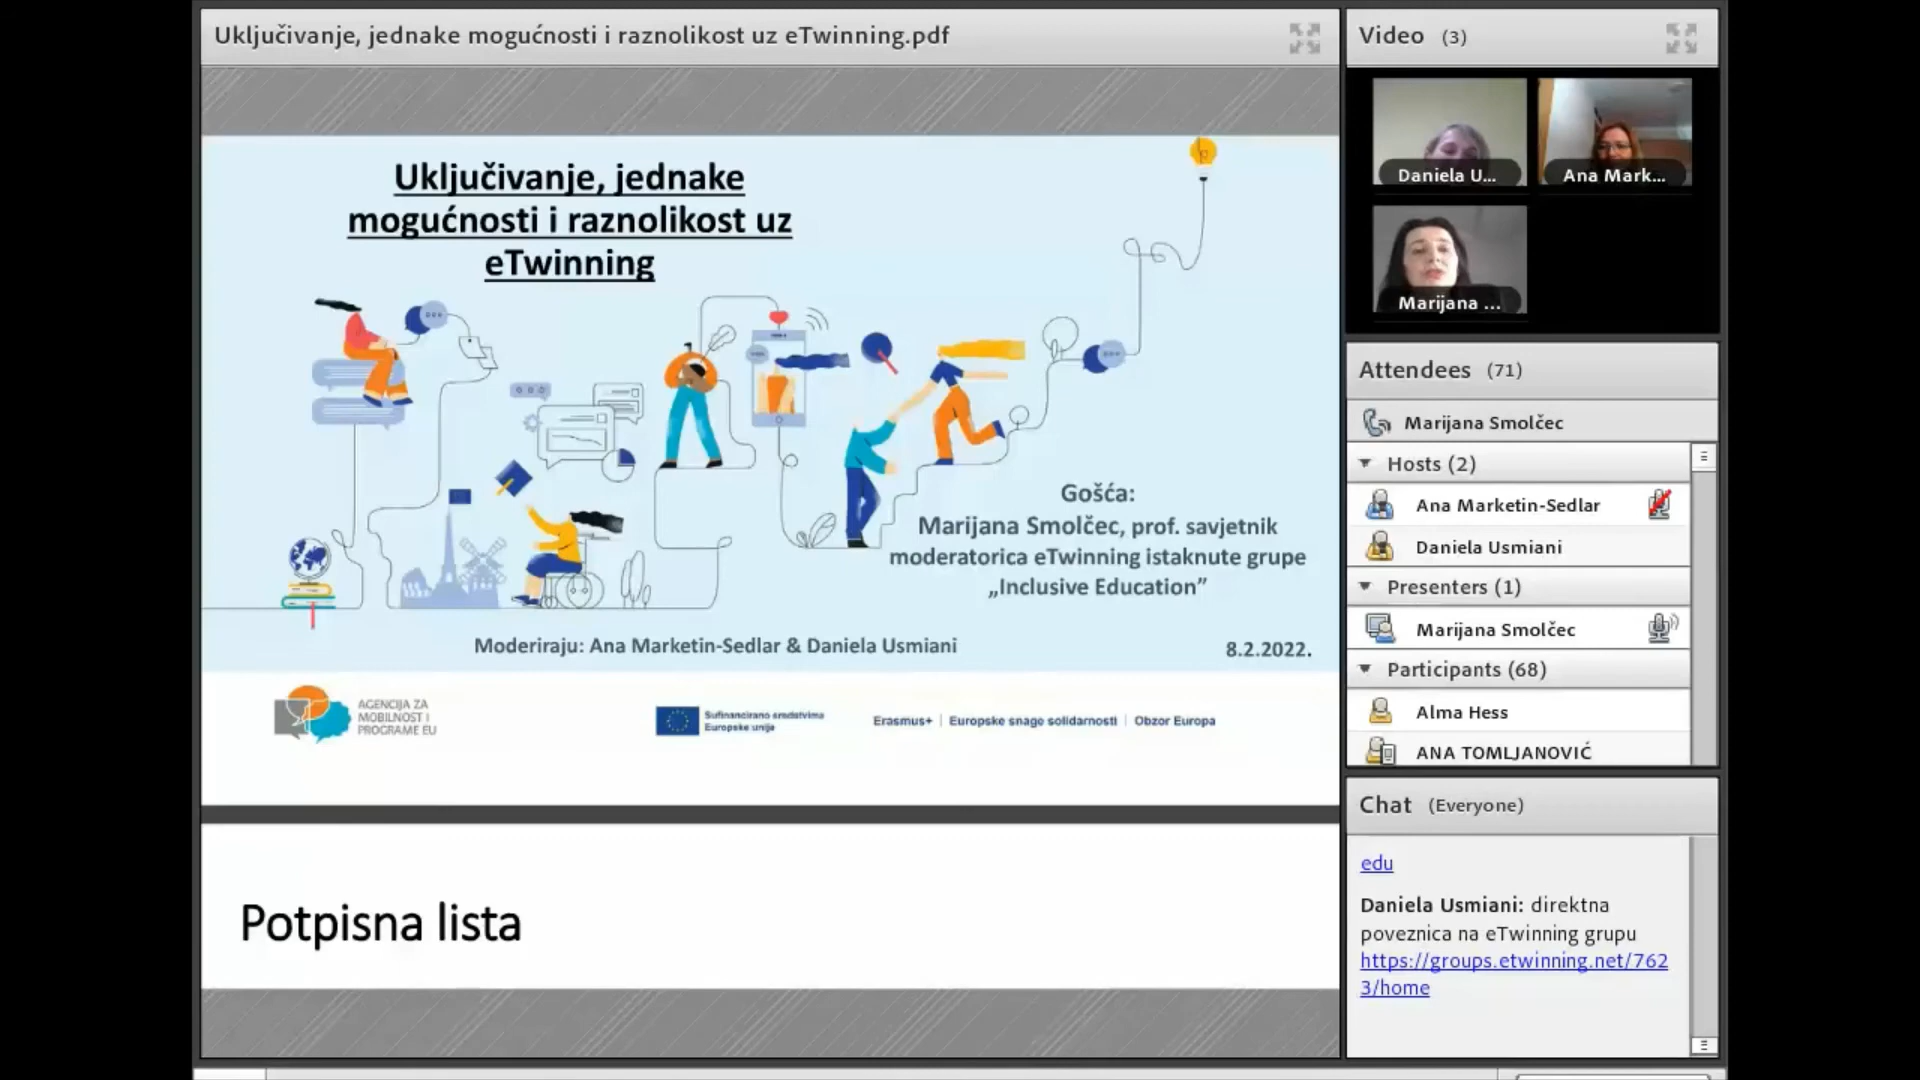 Uključivanje, jednake mogućnosti i raznolikost uz eTwinning.pdf
Uključivanje, jednake
mogućnosti i raznolikost uz
eTwinning
Gošća:
Marijana Smolčec, prof. savjetnik
moderatorica eTwinning istaknute grupe
„Inclusive Education”
Moderiraju: Ana Marketin-Sedlar & Daniela Usmiani
8.2.2022.
AGENCIJA ZA
MOBILNOST I
PROGRAME EU
Sufinancirano sredstvima
Europske unije
Erasmus+ | Europske snage solidarnosti | Obzor Europa
Potpisna lista
Video (3)
Daniela U...
Ana Mark...
Marijana ...
Attendees (71)
Marijana Smolčec
Hosts (2)
Ana Marketin-Sedlar
Daniela Usmiani
Presenters (1)
Marijana Smolčec
Participants (68)
Alma Hess
ANA TOMLJANOVIĆ
Chat (Everyone)
edu
Daniela Usmiani: direktna
poveznica na eTwinning grupu
https://groups.etwinning.net/762
3/home